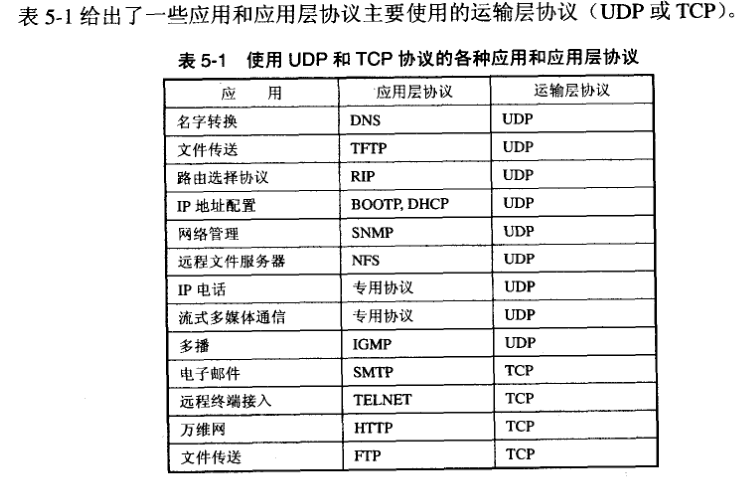 表 5-1 给出了一些应用和应用层协议主要使用的运输层协议（UDP 或 TCP）。
表 5-1 使用 UDP 和 TCP 协议的各种应用和应用层协议
应 用 应用层协议 运输层协议
名字转换 DNS UDP
文件传送 TFTP UDP
路由选择协议 RIP UDP
IP 地址配置 BOOTP, DHCP UDP
网络管理 SNMP UDP
远程文件服务器 NFS UDP
IP 电话 专用协议 UDP
流式多媒体通信 专用协议 UDP
多播 IGMP UDP
电子邮件 SMTP TCP
远程终端接入 TELNET TCP
万维网 HTTP TCP
文件传送 FTP TCP